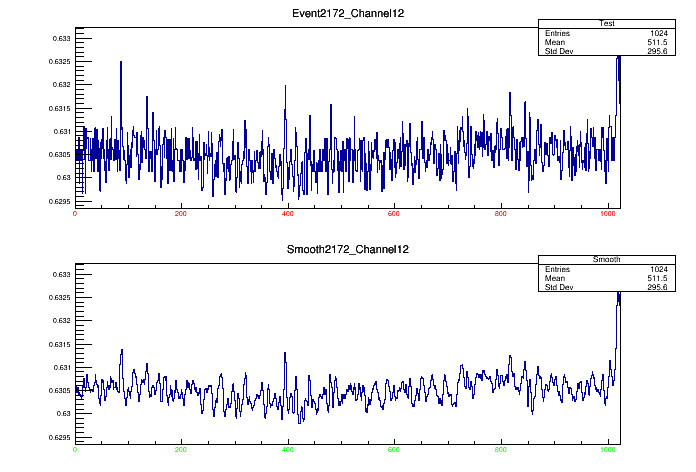 Event2172_Channel12
Test
Entries 1024
Mean 511.5
Std Dev 295.6
0.633
0.6325
0.632
0.6315
0.631
0.6305
0.63
0.6295
0 200 400 600 800 1000
Smooth2172_Channel12
Smooth
Entries 1024
Mean 511.5
Std Dev 295.6
0.633
0.6325
0.632
0.6315
0.631
0.6305
0.63
0.6295
0 200 400 600 800 1000